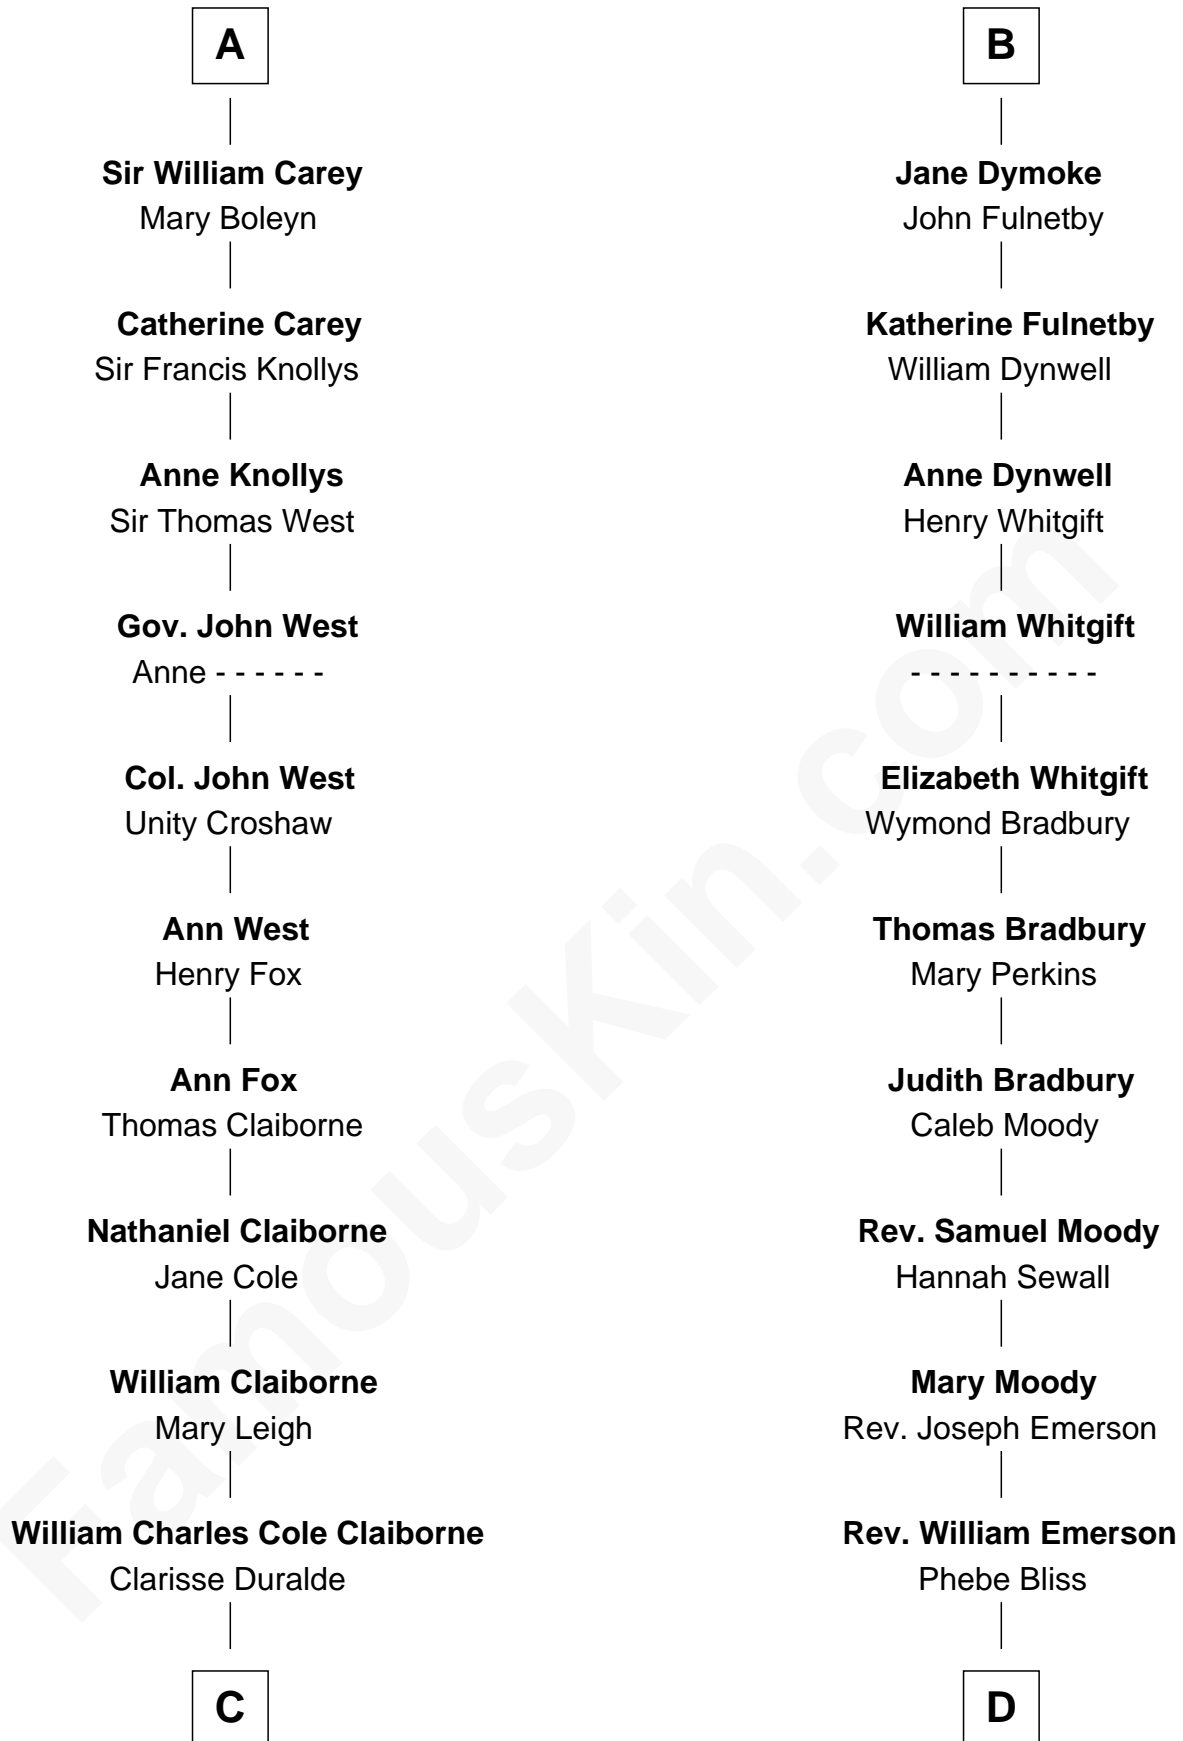 A
Sir William Carey
Mary Boleyn
Catherine Carey
Sir Francis Knollys
Anne Knollys
Sir Thomas West
Gov. John West
Anne - - - - - -
Col. John West
Unity Croshaw
Ann West
Henry Fox
Ann Fox
Thomas Claiborne
Nathaniel Claiborne
Jane Cole
William Claiborne
Mary Leigh
William Charles Cole Claiborne
Clarisse Duralde
C
B
Jane Dymoke
John Fulnetby
Katherine Fulnetby
William Dynwell
Anne Dynwell
Henry Whitgift
William Whitgift
- - - - - - - - - -
Elizabeth Whitgift
Wymond Bradbury
Thomas Bradbury
Mary Perkins
Judith Bradbury
Caleb Moody
Rev. Samuel Moody
Hannah Sewall
Mary Moody
Rev. Joseph Emerson
Rev. William Emerson
Phebe Bliss
D
FamousKin.com